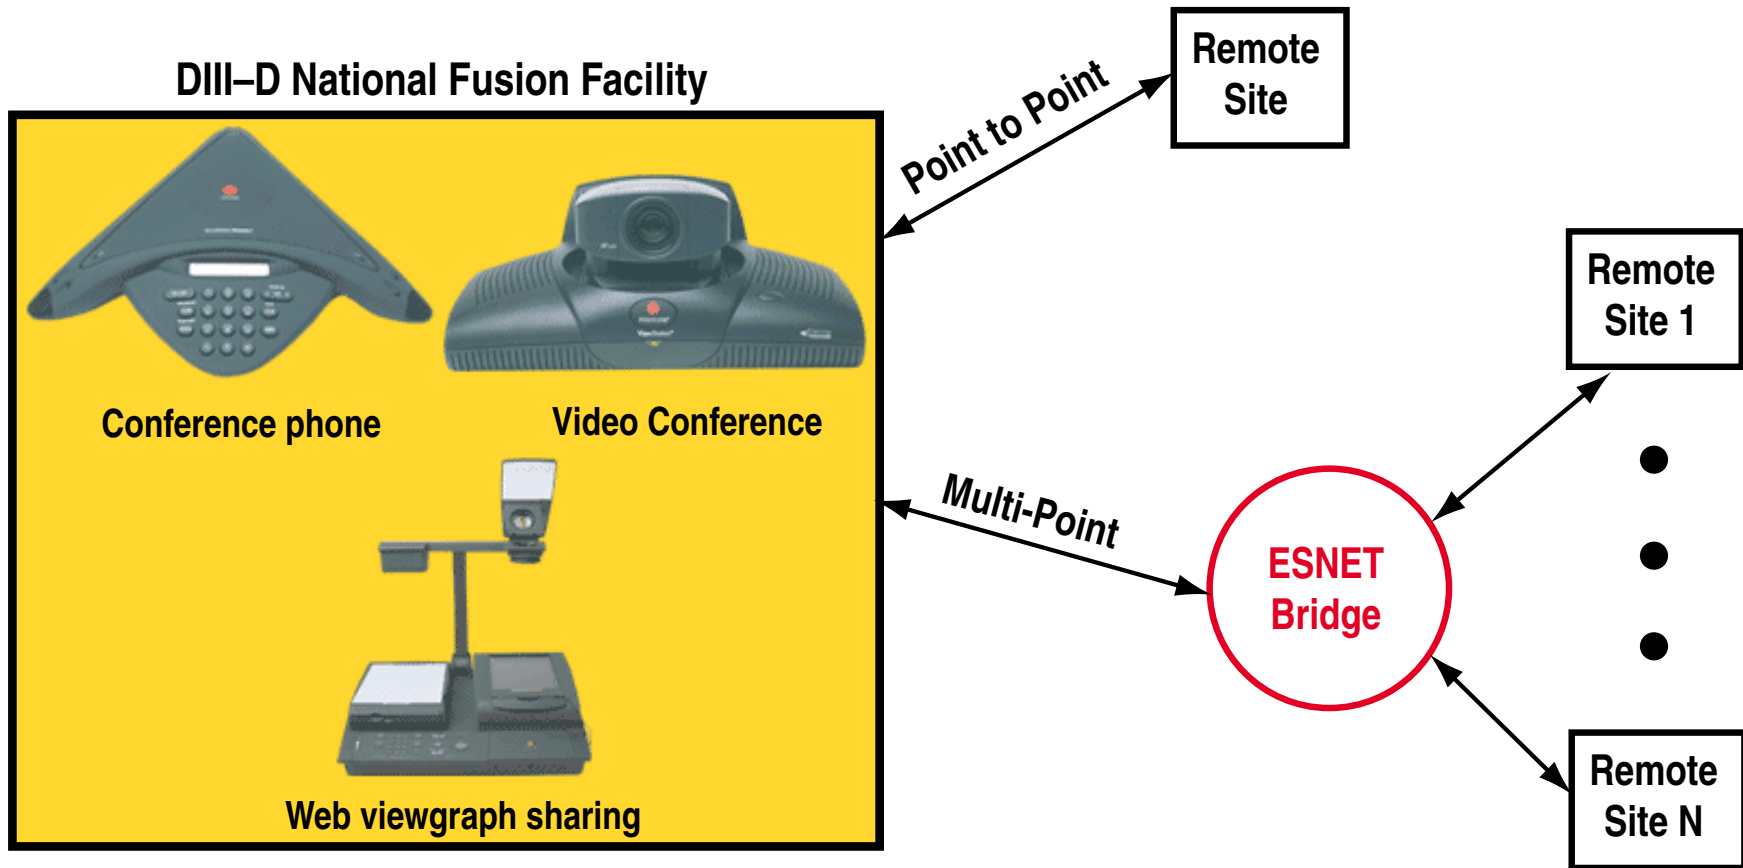 DIII–D National Fusion Facility
Conference phone
Video Conference
Web viewgraph sharing
Point to Point
Remote
Site
Multi-Point
ESNET
Bridge
Remote
Site 1
Remote
Site N